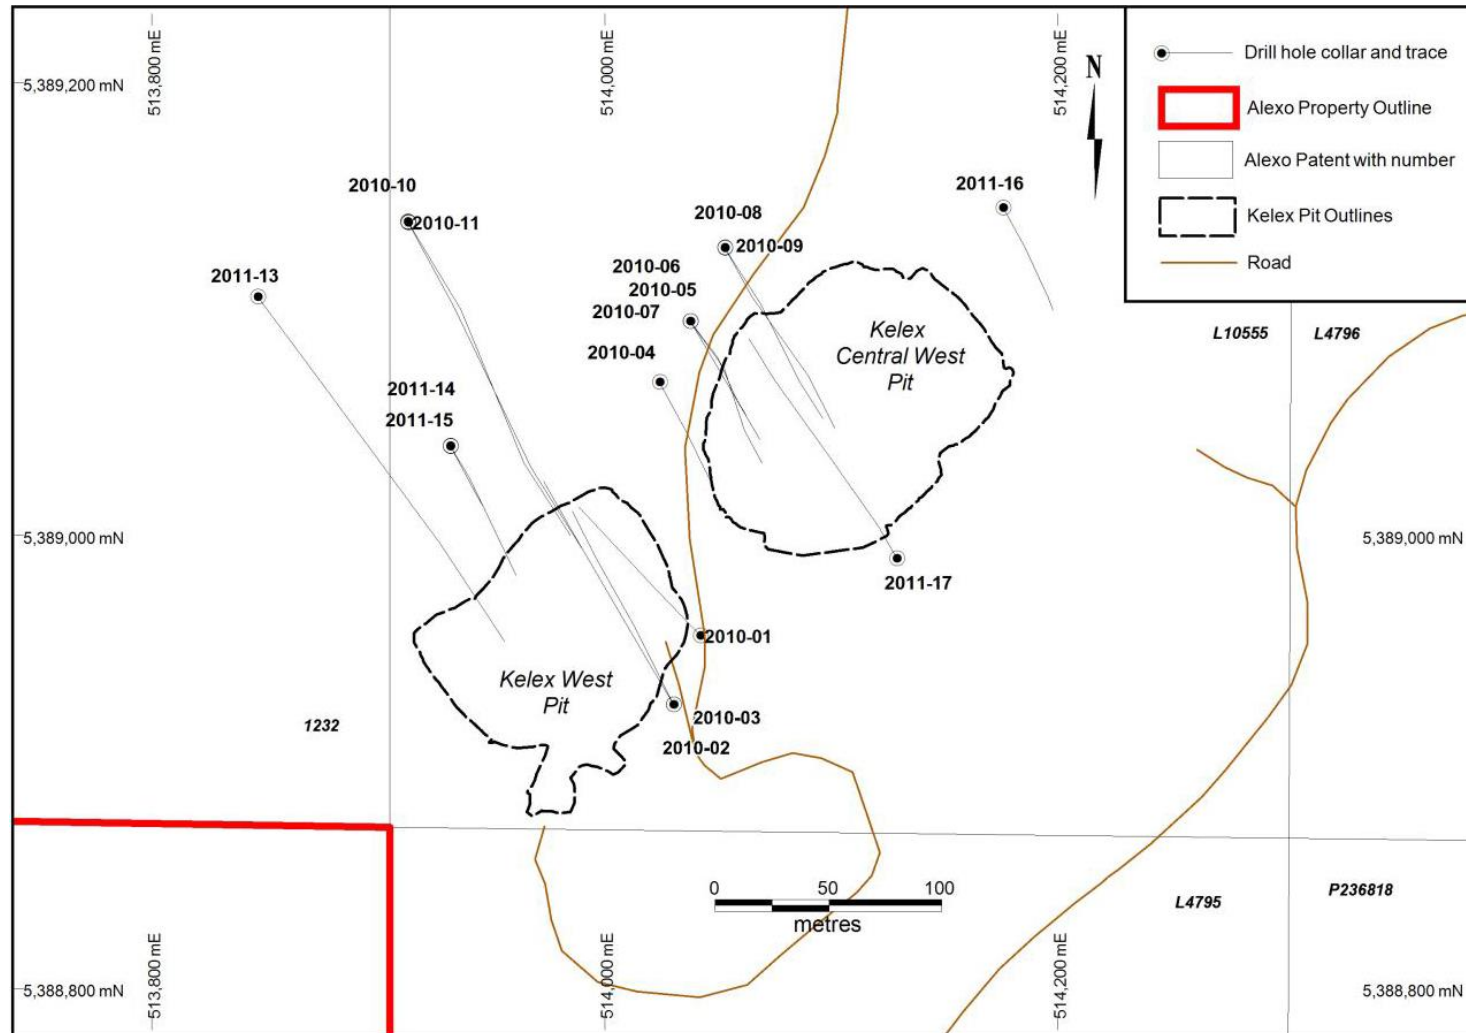 513,800 mE
514,000 mE
514,200 mE
5,389,200 mN
N
Drill hole collar and trace
Alexo Property Outline
Alexo Patent with number
Kelex Pit Outlines
Road
2010-10
2010-11
2011-13
2010-08
2010-09
2010-06
2010-05
2010-07
2010-04
2011-16
Kelex
Central West
Pit
L10555
L4796
2011-14
2011-15
5,389,000 mN
5,389,000 mN
2011-17
2010-01
Kelex West
Pit
2010-03
2010-02
1232
0 50 100
metres
L4795
P236818
5,388,800 mN
5,388,800 mN
513,800 mE
514,000 mE
514,200 mE